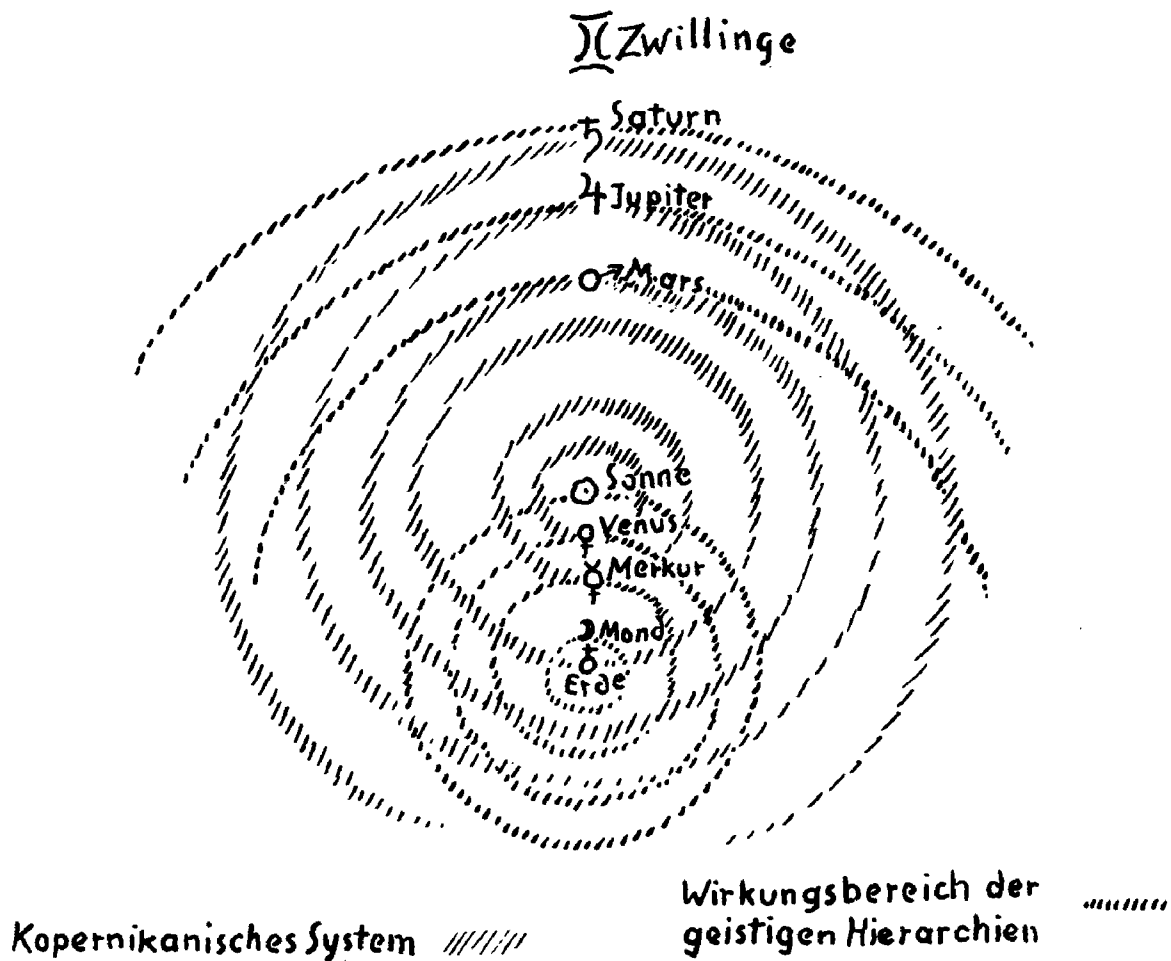 ♊ Zwillinge
Saturn
♄
♃ Jupiter
♂ Mars
Sonne
☉
♀ Venus
☿ Merkur
☽ Mond
♁
Erde
Wirkungsbereich der
geistigen Hierarchien
Kopernikanisches System